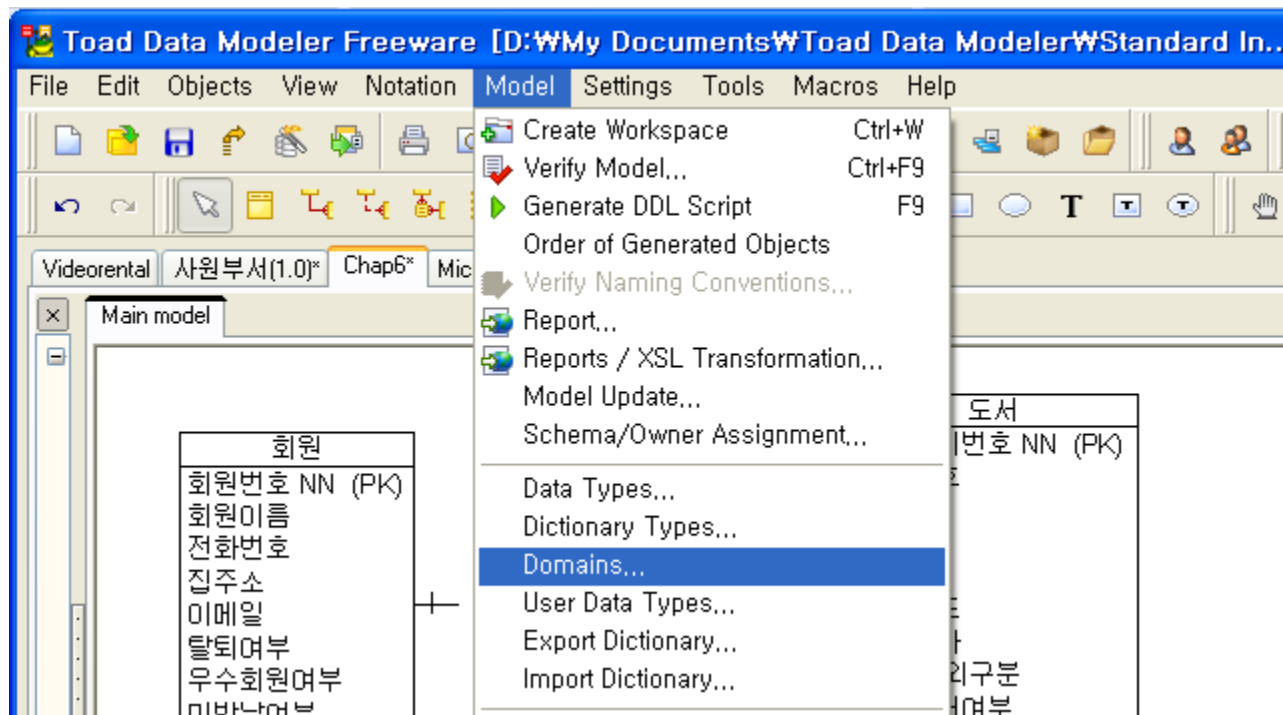 Toad Data Modeler Freeware [D:₩My Documents₩Toad Data Modeler₩Standard In...
File Edit Objects View Notation Model Settings Tools Macros Help
Create Workspace Ctrl+W
Verify Model... Ctrl+F9
Generate DDL Script F9
Order of Generated Objects
Verify Naming Conventions...
Report...
Reports / XSL Transformation...
Model Update...
Schema/Owner Assignment...
Data Types...
Dictionary Types...
Domains...
User Data Types...
Export Dictionary...
Import Dictionary...
T T T
Videorental 사원부서(1.0)* Chap6* Mic
Main model
회원
회원번호 NN (PK)
회원이름
전화번호
집주소
이메일
탈퇴여부
우수회원여부
도서
번호 NN (PK)
구분
여부